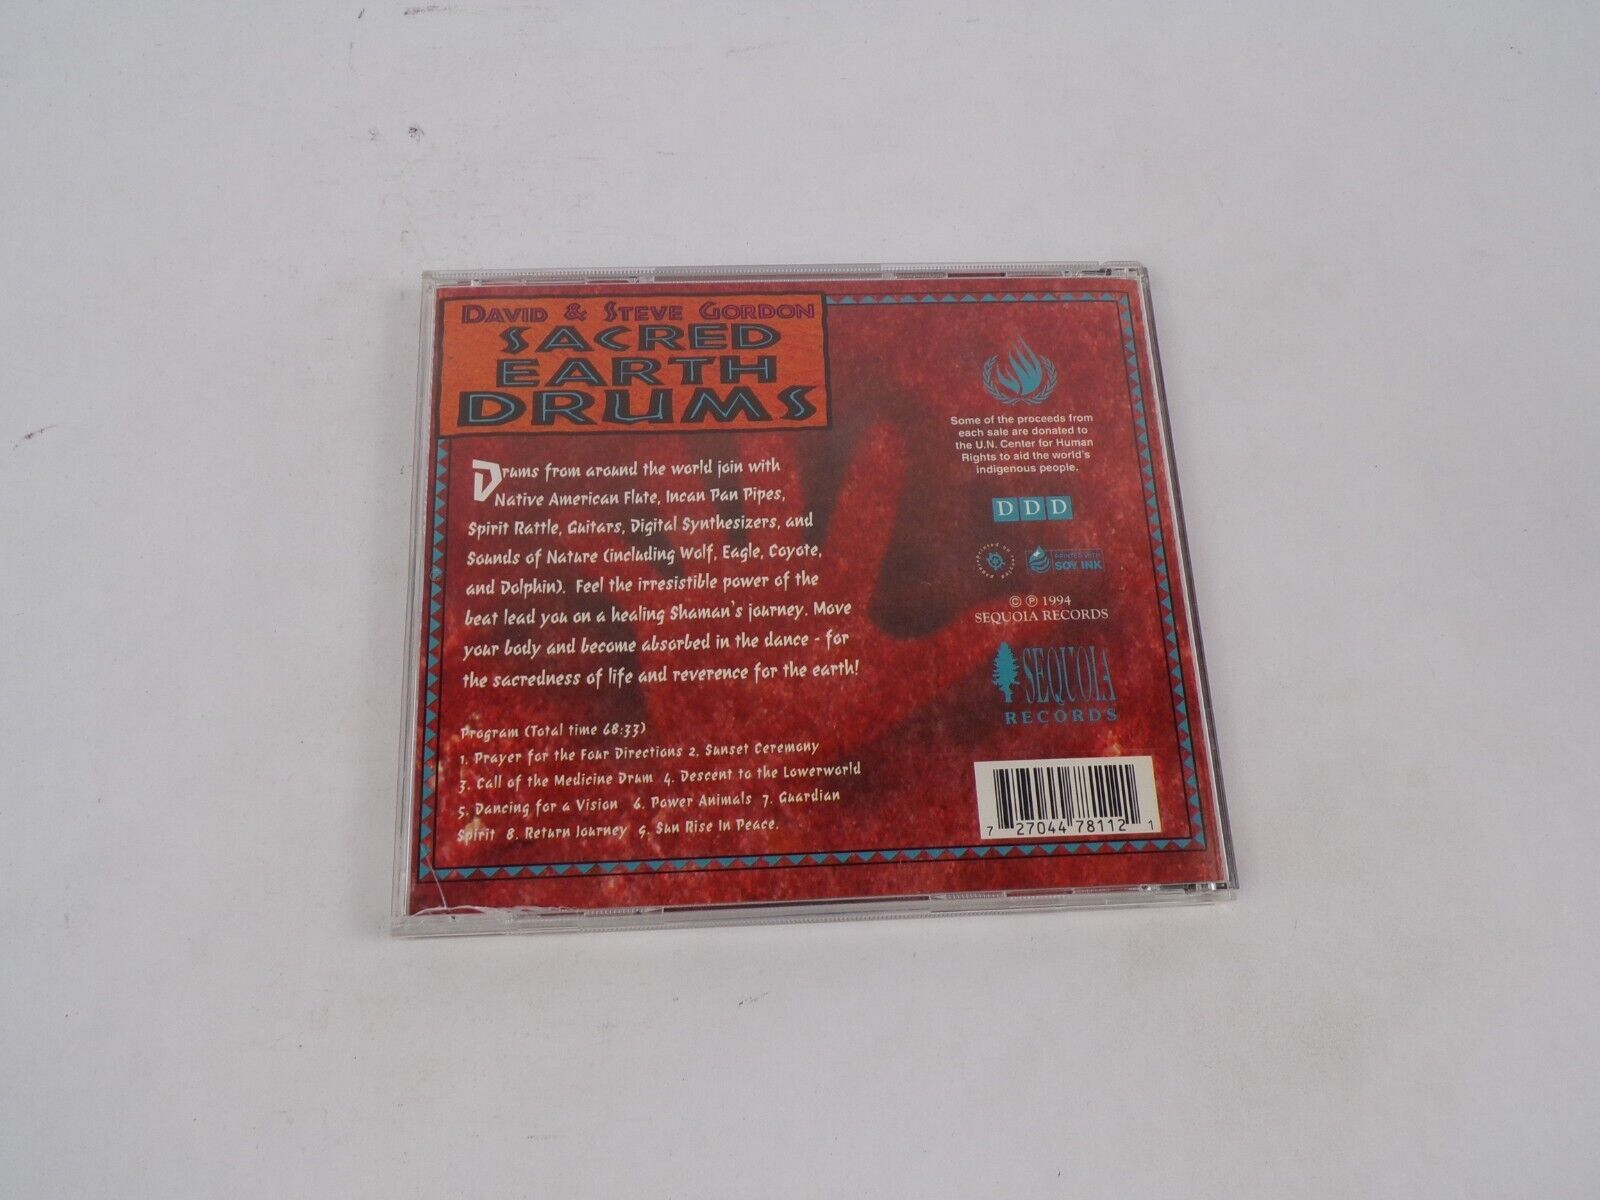 DAVID & STEVE GORDON
SACRED
EARTH
DRUMS
Drums from around the world join with
Native American Flute, Incan Pan Pipes,
Spirit Rattle, Guitars, Digital Synthesizers, and
Sounds of Nature (including Wolf, Eagle, Coyote,
and Dolphin). Feel the irresistible power of the
beat lead you on a healing Shaman's journey. Move
your body and become absorbed in the dance - for
the sacredness of life and reverence for the earth!
Program (Total time 68:33)
1. Prayer for the Four Directions 2. Sunset Ceremony
3. Call of the Medicine Drum 4. Descent to the Lowerworld
5. Dancing for a Vision 6. Power Animals 7. Guardian
Spirit 8. Return Journey 9. Sun Rise In Peace.
Some of the proceeds from
each sale are donated to
the U.N. Center for Human
Rights to aid the world's
indigenous people.
D D D
printed on recycled paper
PRINTED WITH
SOY INK
© ℗ 1994
SEQUOIA RECORDS
SEQUOIA
RECORDS
7 27044 78112 1